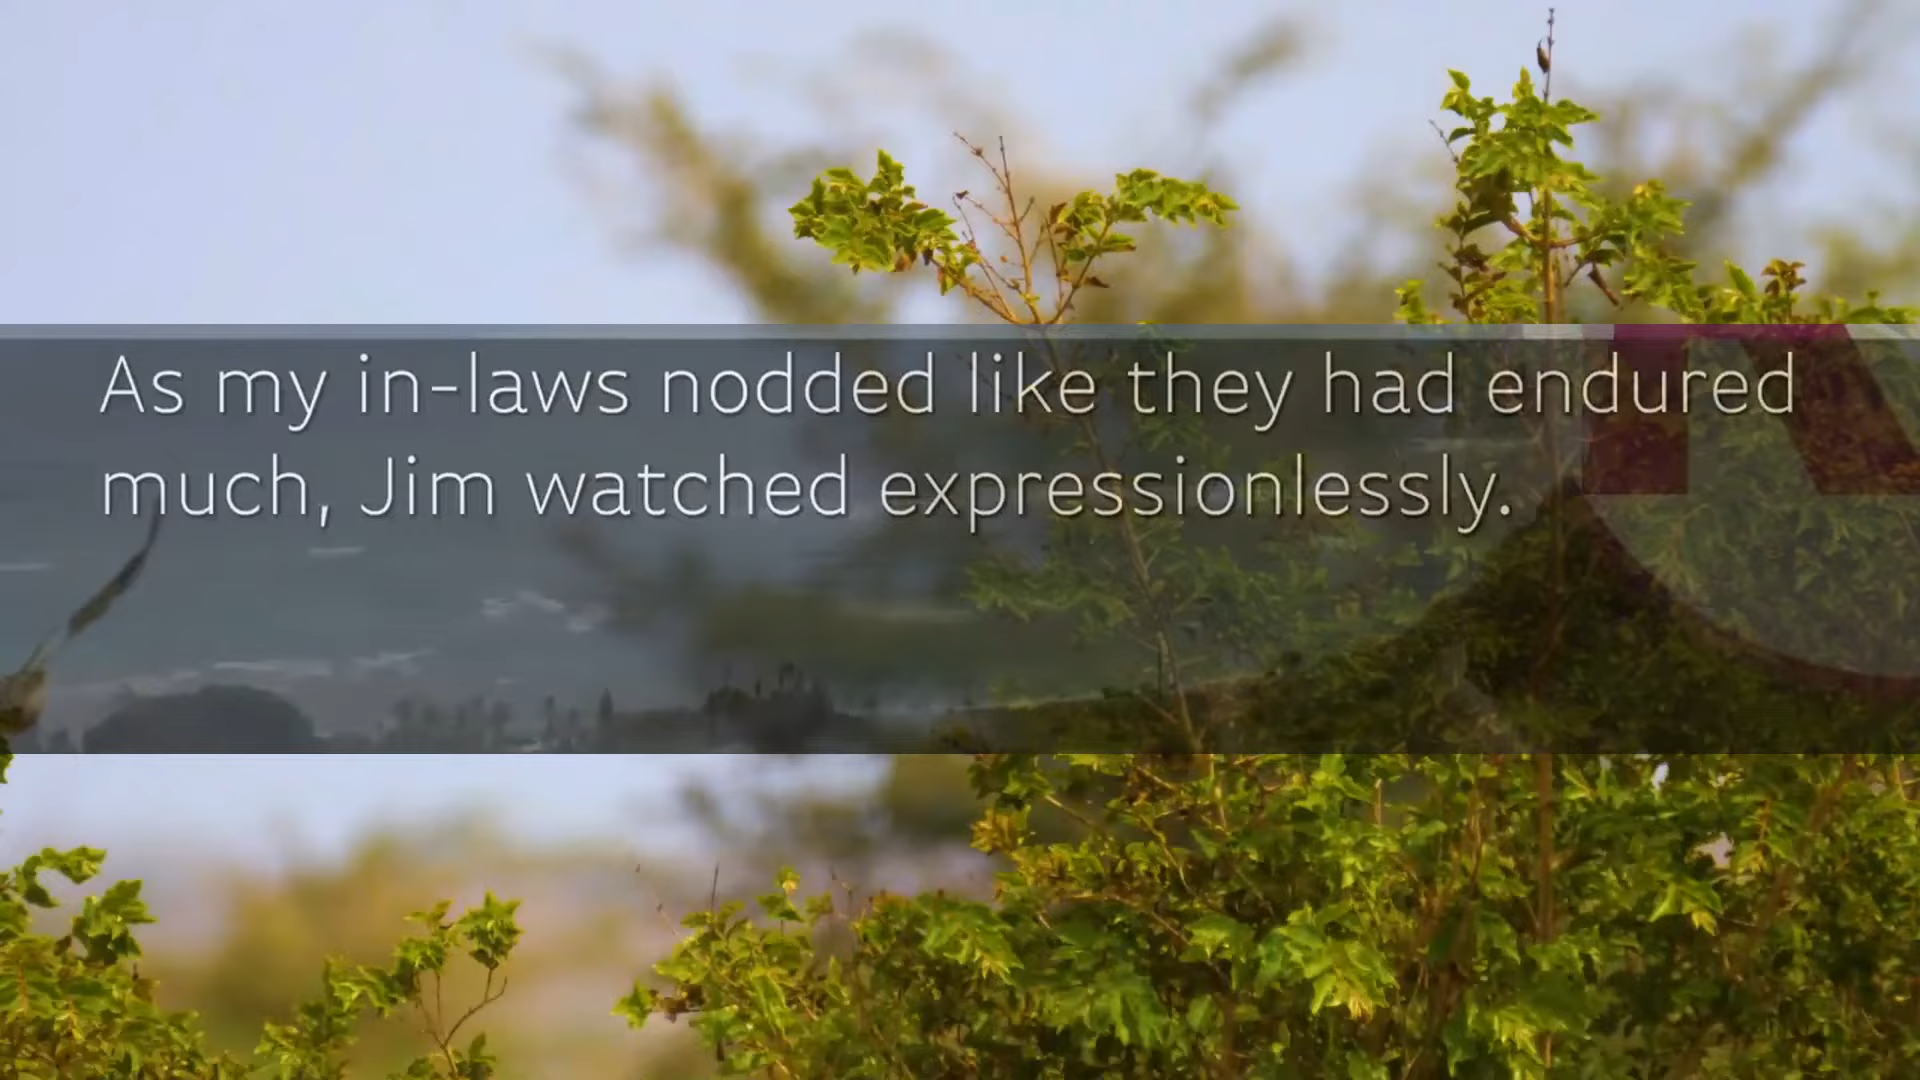 As my in-laws nodded like they had endured
much, Jim watched expressionlessly.